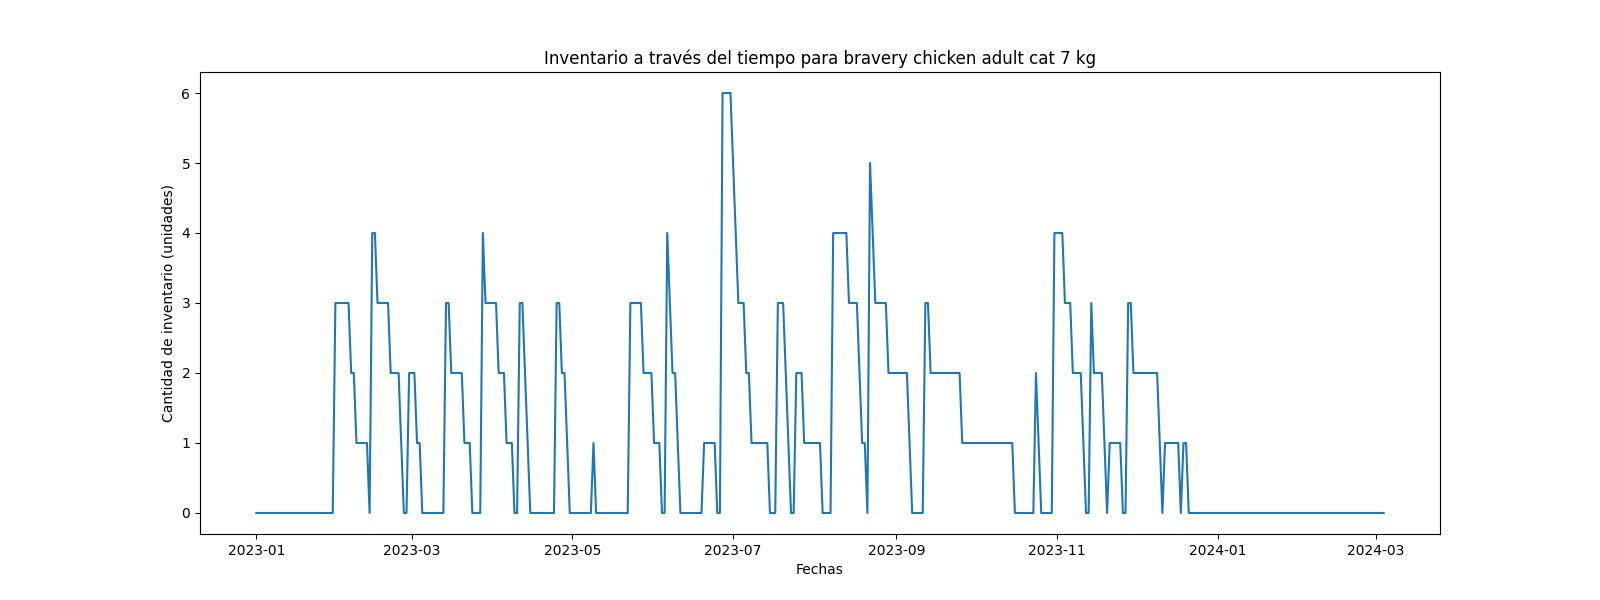 Inventario a través del tiempo para bravery chicken adult cat 7 kg
Cantidad de inventario (unidades)
6
5
4
3
2
1
0
2023-01 2023-03 2023-05 2023-07 2023-09 2023-11 2024-01 2024-03
Fechas